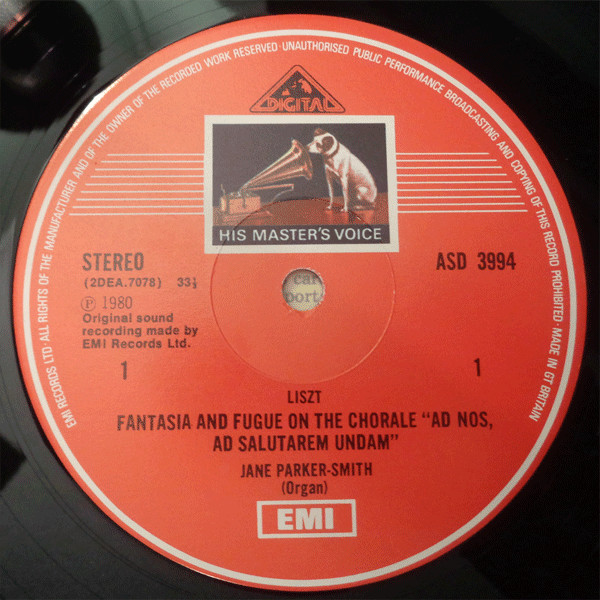 EMI RECORDS LTD·ALL RIGHTS OF THE MANUFACTURER AND OF THE OWNER OF THE RECORDED WORK RESERVED·UNAUTHORISED PUBLIC PERFORMANCE BROADCASTING AND COPYING OF THIS RECORD PROHIBITED·MADE IN GT BRITAIN
DIGITAL
HIS MASTER'S VOICE
STEREO
ASD 3994
(2DEA.7078) 33⅓
℗ 1980
Original sound
recording made by
EMI Records Ltd.
car
port
1
1
LISZT
FANTASIA AND FUGUE ON THE CHORALE “AD NOS,
AD SALUTAREM UNDAM”
JANE PARKER-SMITH
(Organ)
EMI